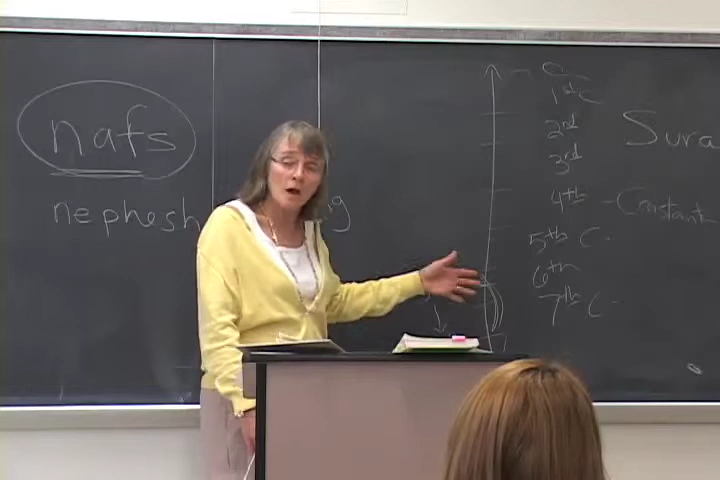 nafs
nephesh
C
1st C
2nd
3rd
4th - Constant
5th C.
6th
7th C -
Sura